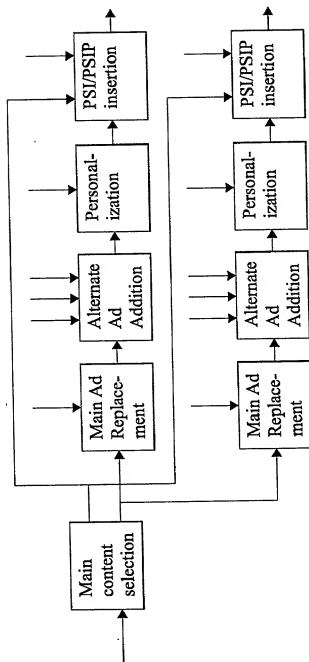 Main
content
selection
Main Ad
Replace-
ment
Alternate
Ad
Addition
Personal-
ization
PSI/PSIP
insertion
Main Ad
Replace-
ment
Alternate
Ad
Addition
Personal-
ization
PSI/PSIP
insertion